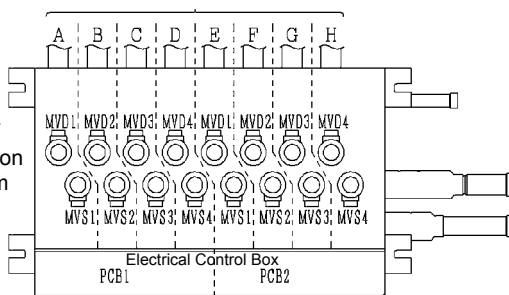 A B C D E F G H
MVD1 MVD2 MVD3 MVD4 MVD1 MVD2 MVD3 MVD4
on
MVS1 MVS2 MVS3 MVS4 MVS1 MVS2 MVS3 MVS4
Electrical Control Box
PCB1 PCB2